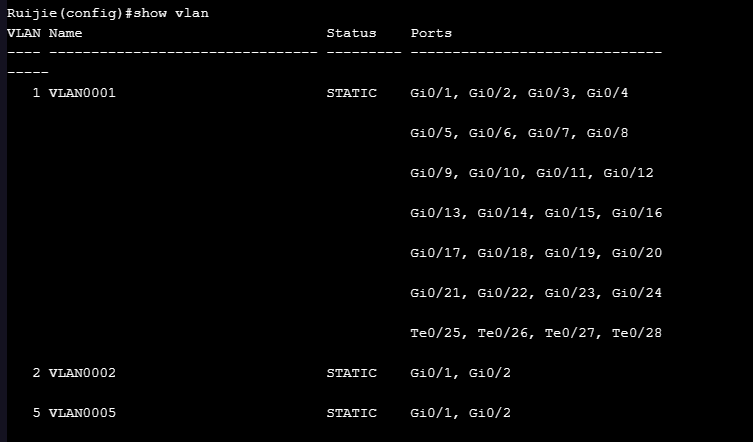 Ruijie(config)#show vlan
VLAN Name                             Status    Ports
---- -------------------------------- --------- ------------------------------
-----
   1 VLAN0001                         STATIC    Gi0/1, Gi0/2, Gi0/3, Gi0/4
                                                Gi0/5, Gi0/6, Gi0/7, Gi0/8
                                                Gi0/9, Gi0/10, Gi0/11, Gi0/12
                                                Gi0/13, Gi0/14, Gi0/15, Gi0/16
                                                Gi0/17, Gi0/18, Gi0/19, Gi0/20
                                                Gi0/21, Gi0/22, Gi0/23, Gi0/24
                                                Te0/25, Te0/26, Te0/27, Te0/28
   2 VLAN0002                         STATIC    Gi0/1, Gi0/2
   5 VLAN0005                         STATIC    Gi0/1, Gi0/2